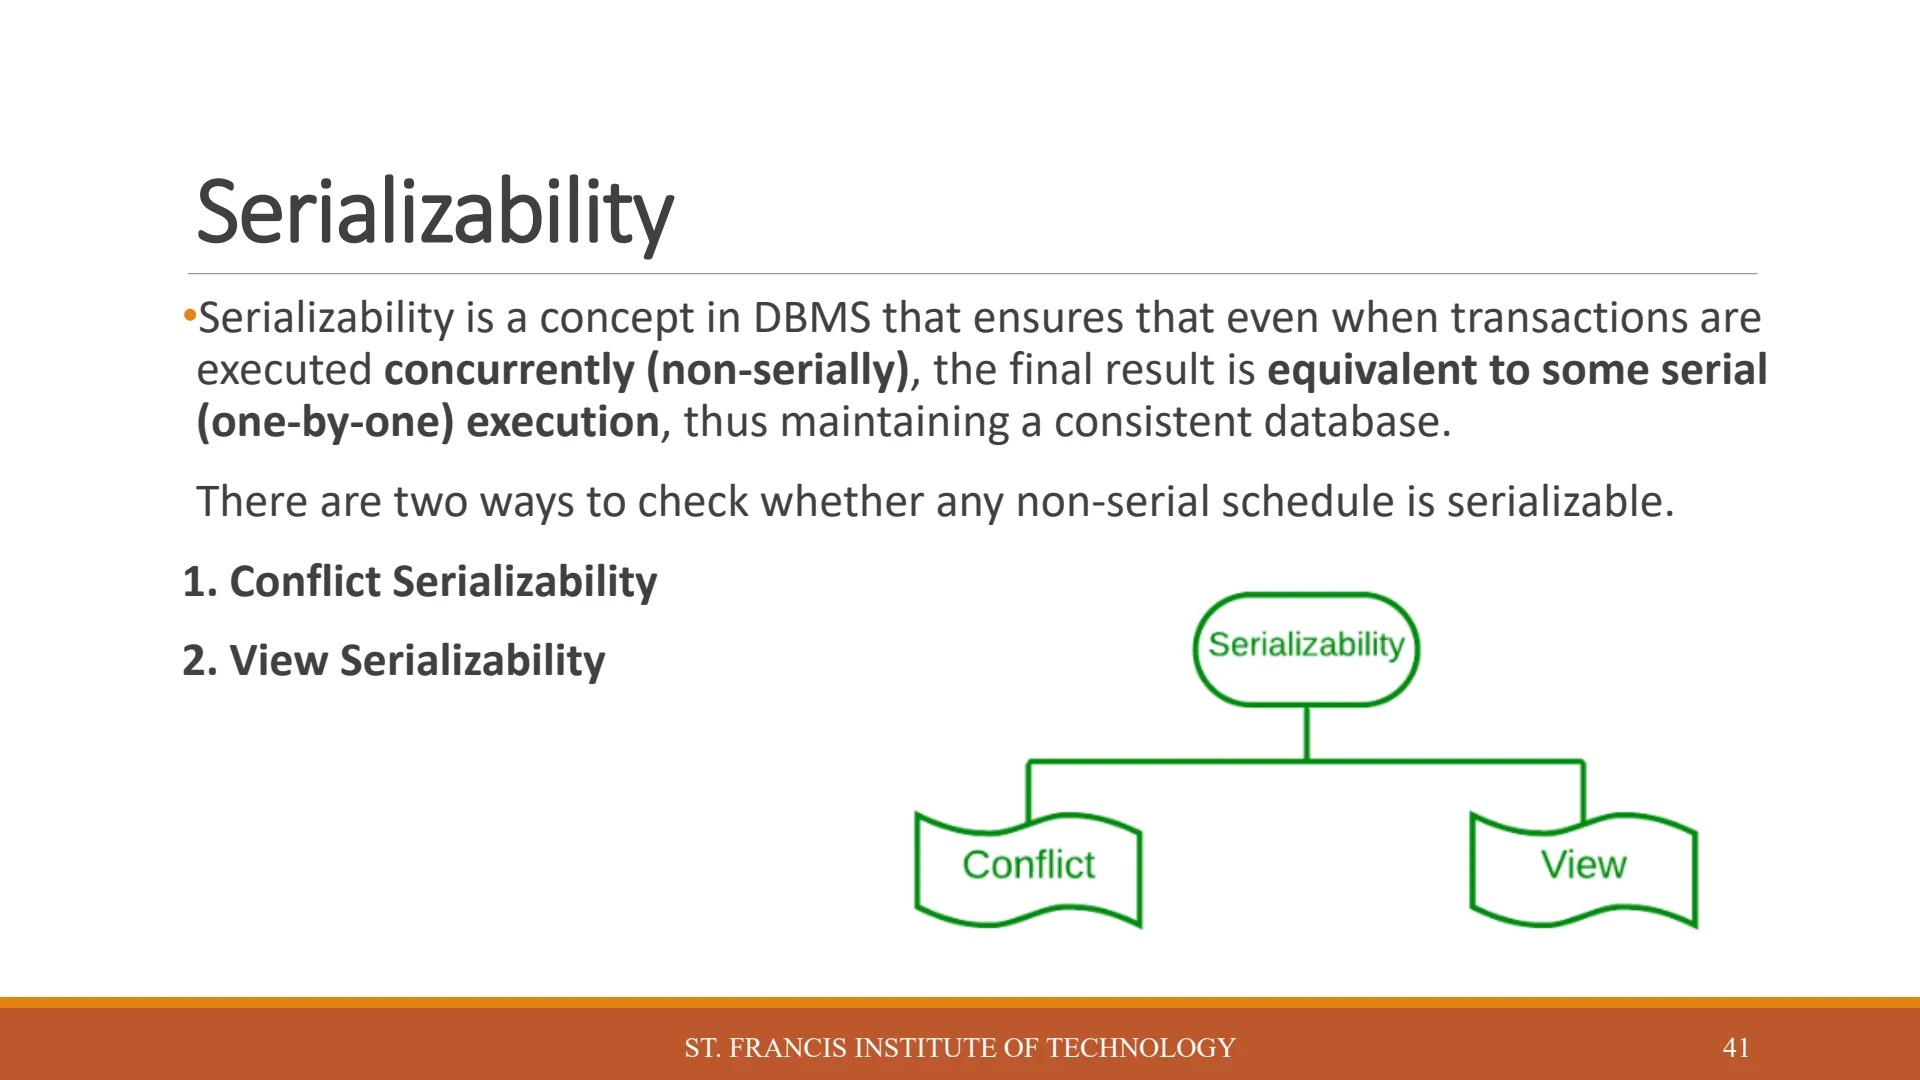 Serializability
•Serializability is a concept in DBMS that ensures that even when transactions are
executed concurrently (non-serially), the final result is equivalent to some serial
(one-by-one) execution, thus maintaining a consistent database.
There are two ways to check whether any non-serial schedule is serializable.
1. Conflict Serializability
2. View Serializability
Serializability
Conflict
View
ST. FRANCIS INSTITUTE OF TECHNOLOGY
41